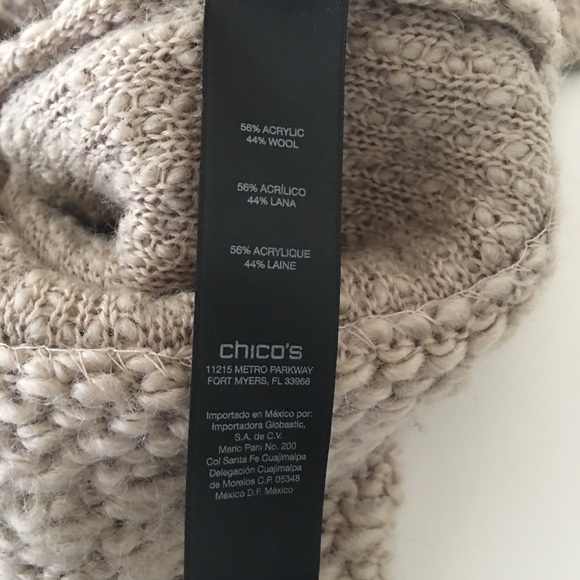 56% ACRYLIC
44% WOOL
56% ACRÍLICO
44% LANA
56% ACRYLIQUE
44% LAINE
chico's
11215 METRO PARKWAY
FORT MYERS, FL 33966
Importado en México por:
Importadora Globastic,
S.A. de C.V.
Mario Pani No. 200
Col Santa Fe Cuajimalpa
Delegación Cuajimalpa
de Morelos C.P. 05348
México D.F. México